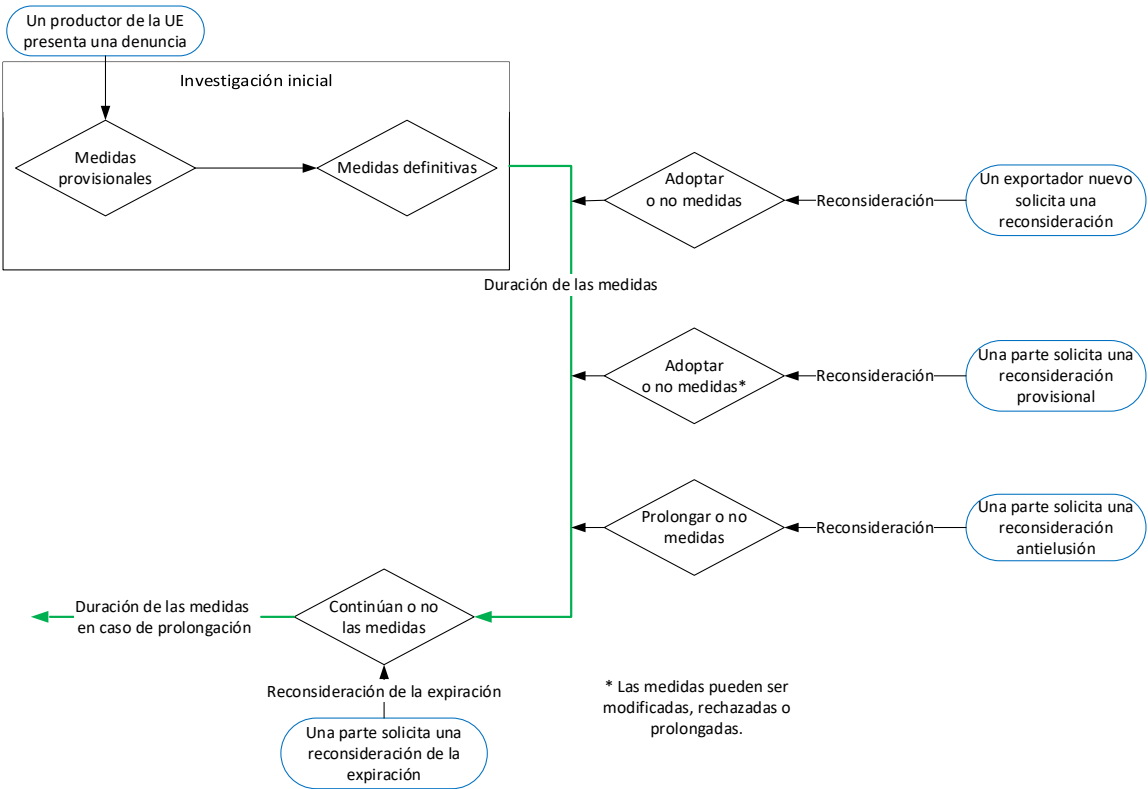 Un productor de la UE
presenta una denuncia
Investigación inicial
Medidas
provisionales
Medidas definitivas
Adoptar
o no medidas
Reconsideración
Un exportador nuevo
solicita una
reconsideración
Duración de las medidas
Adoptar
o no medidas*
Reconsideración
Una parte solicita una
reconsideración
provisional
Prolongar o no
medidas
Reconsideración
Una parte solicita una
reconsideración
antielusión
Duración de las medidas
en caso de prolongación
Continúan o no
las medidas
Reconsideración de la expiración
Una parte solicita una
reconsideración de la
expiración
* Las medidas pueden ser
modificadas, rechazadas o
prolongadas.